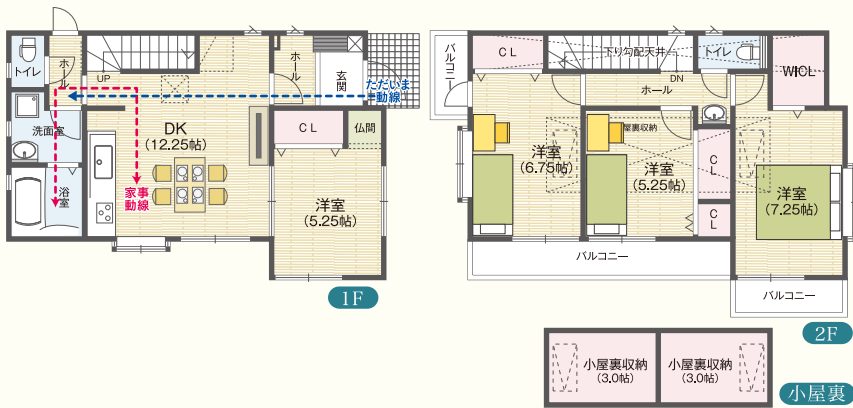 トイレ
ホール
UP
洗面室
浴室
DK
(12.25帖)
家事
動線
ホール
玄関
ただいま
動線
CL
仏間
洋室
(5.25帖)
1F
バルコニー
CL
下り勾配天井
トイレ
DN
ホール
WICL
洋室
(6.75帖)
小屋裏収納
洋室
(5.25帖)
CL
CL
洋室
(7.25帖)
バルコニー
バルコニー
2F
小屋裏収納
(3.0帖)
小屋裏収納
(3.0帖)
小屋裏